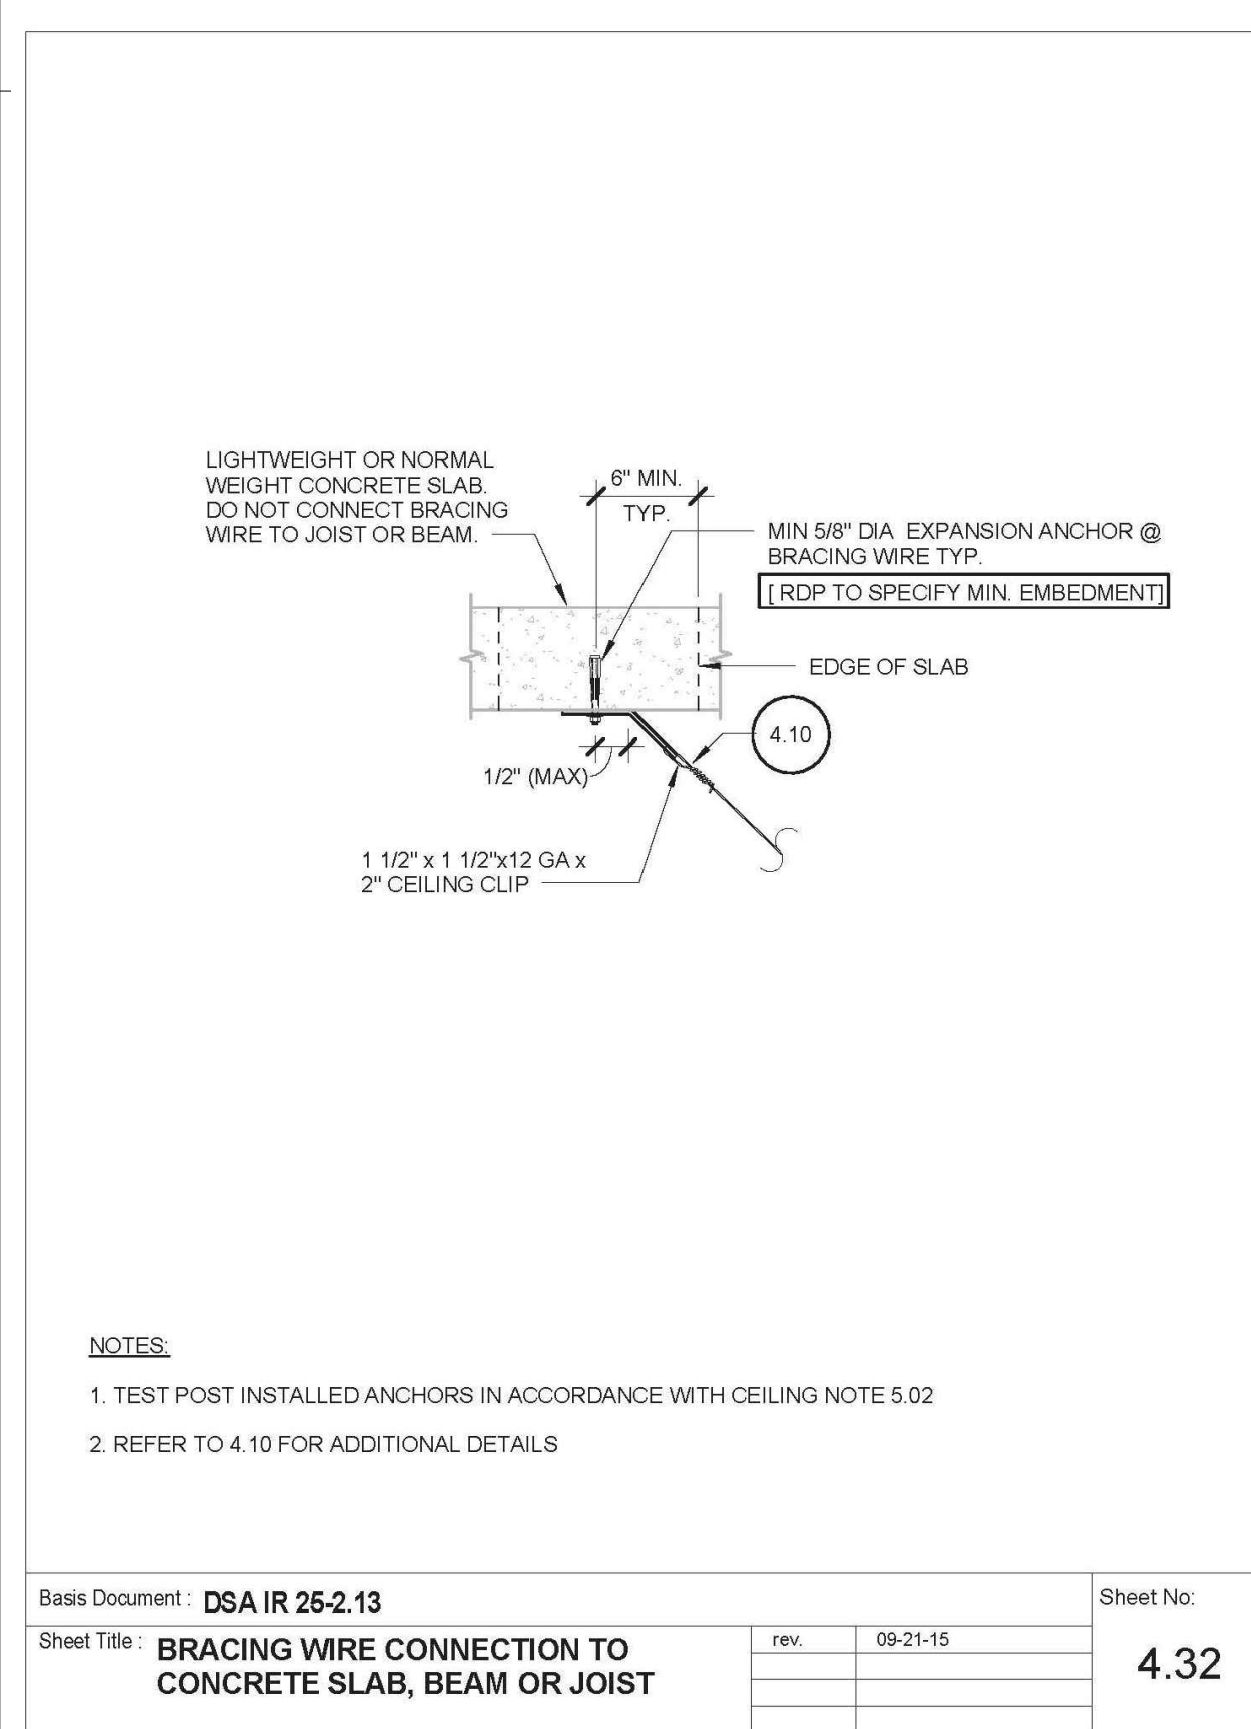 LIGHTWEIGHT OR NORMAL
WEIGHT CONCRETE SLAB.
DO NOT CONNECT BRACING
WIRE TO JOIST OR BEAM.
6" MIN.
TYP.
MIN 5/8" DIA EXPANSION ANCHOR @
BRACING WIRE TYP.
[ RDP TO SPECIFY MIN. EMBEDMENT]
EDGE OF SLAB
4.10
1/2" (MAX)
1 1/2" x 1 1/2"x12 GA x
2" CEILING CLIP
NOTES:
1. TEST POST INSTALLED ANCHORS IN ACCORDANCE WITH CEILING NOTE 5.02
2. REFER TO 4.10 FOR ADDITIONAL DETAILS
Basis Document : DSA IR 25-2.13
Sheet No:
Sheet Title : BRACING WIRE CONNECTION TO
CONCRETE SLAB, BEAM OR JOIST
rev. 09-21-15
4.32